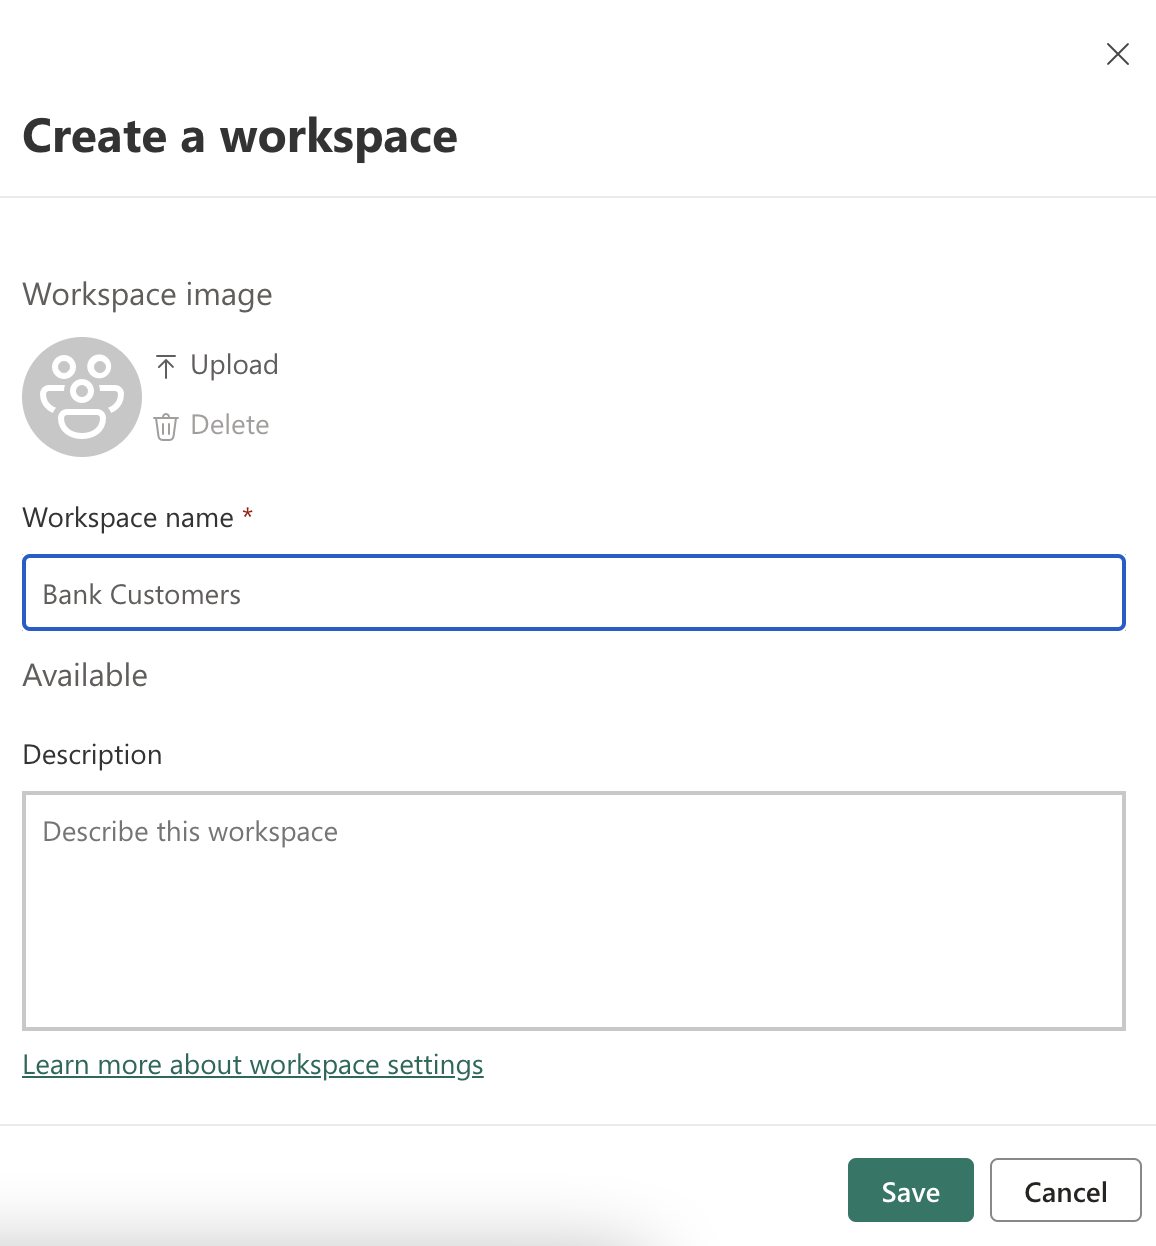 Create a workspace
Workspace image
Upload
Delete
Workspace name *
Bank Customers
Available
Description
Describe this workspace
Learn more about workspace settings
Save Cancel